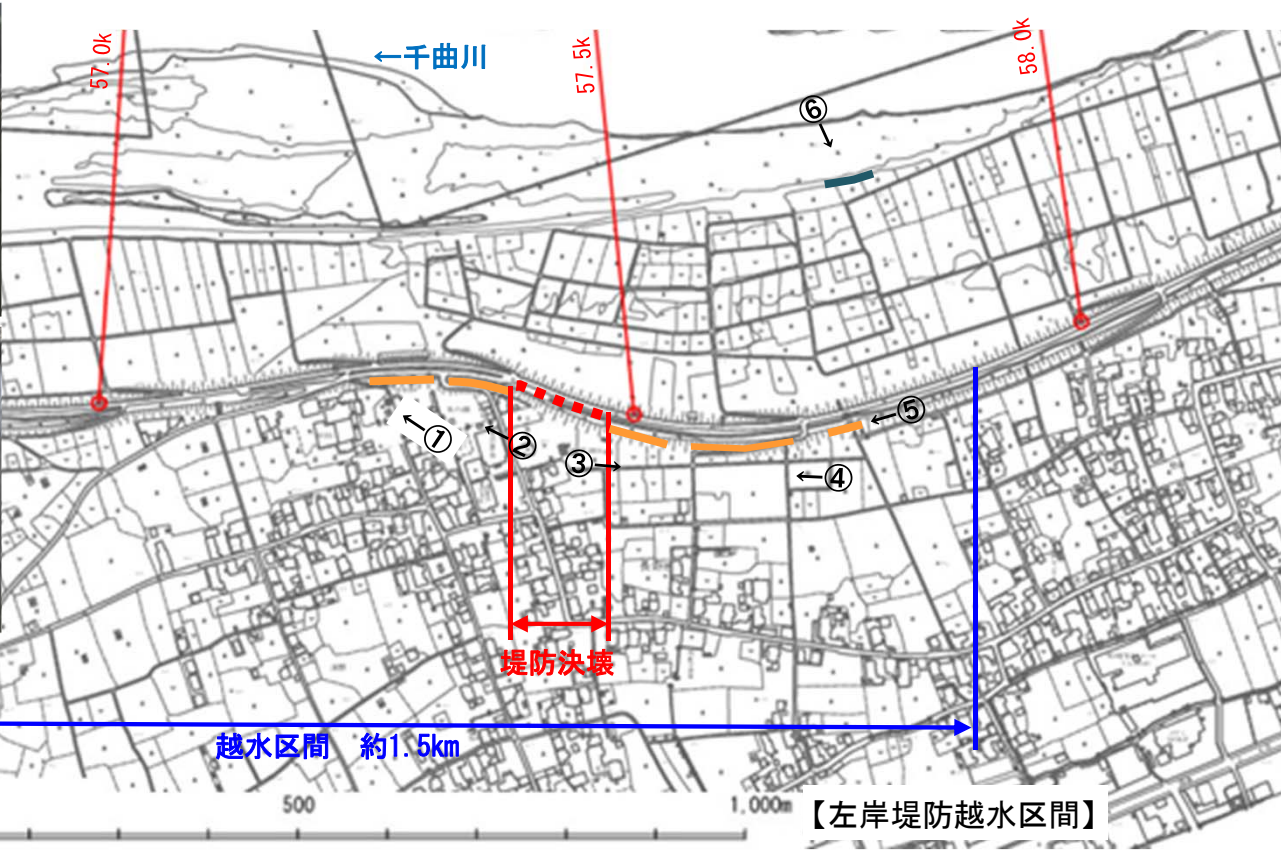 57.0k
←千曲川
57.5k
58.0k
⑥
①
②
③
④
⑤
堤防決壊
越水区間 約1.5km
500
1,000m
【左岸堤防越水区間】